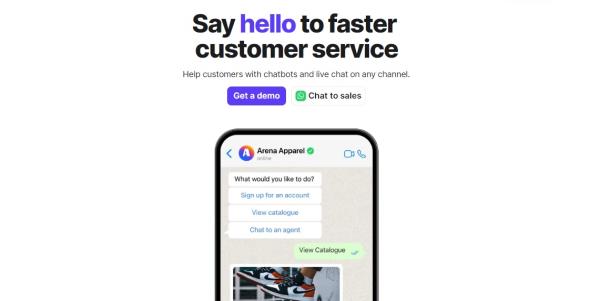 Say hello to faster
customer service
Help customers with chatbots and live chat on any channel.
Get a demo
Chat to sales
Arena Apparel
online
What would you like to do?
Sign up for an account
View catalogue
Chat to an agent
View Catalogue